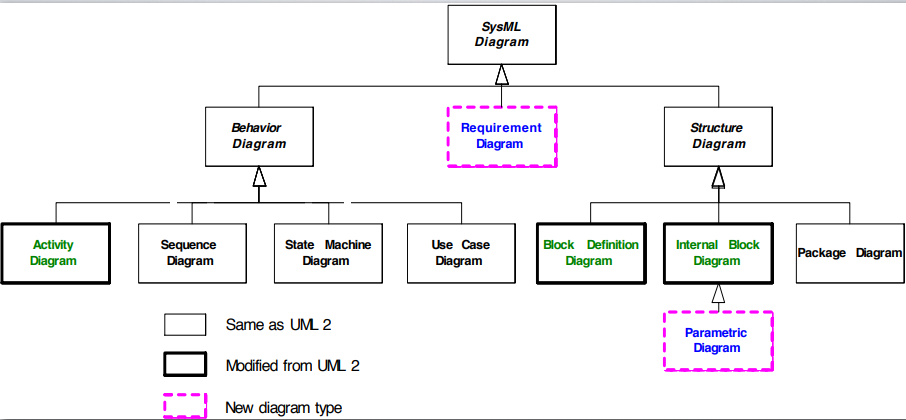 SysML
Diagram
Behavior
Diagram
Requirement
Diagram
Structure
Diagram
Activity
Diagram
Sequence
Diagram
State Machine
Diagram
Use Case
Diagram
Block Definition
Diagram
Internal Block
Diagram
Package Diagram
Parametric
Diagram
Same as UML 2
Modified from UML 2
New diagram type